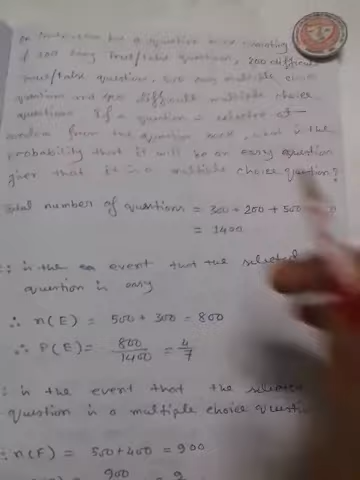 question bank consisting
of 300 easy True/False questions, 200 difficult
True/False questions, 500 easy multiple choice
questions and 400 difficult multiple choice
questions. If a question is selected at
random from the question bank, what is the
probability that it will be an easy question
given that it is a multiple choice question?
Total number of questions = 300 + 200 + 500
= 1400
E: is the event that the selected
question is easy
∴ n(E) = 500 + 300 = 800
∴ P(E) = 800/1400 = 4/7
: is the event that the selected
question is a multiple choice
∴ n(F) = 500 + 400 = 900
900